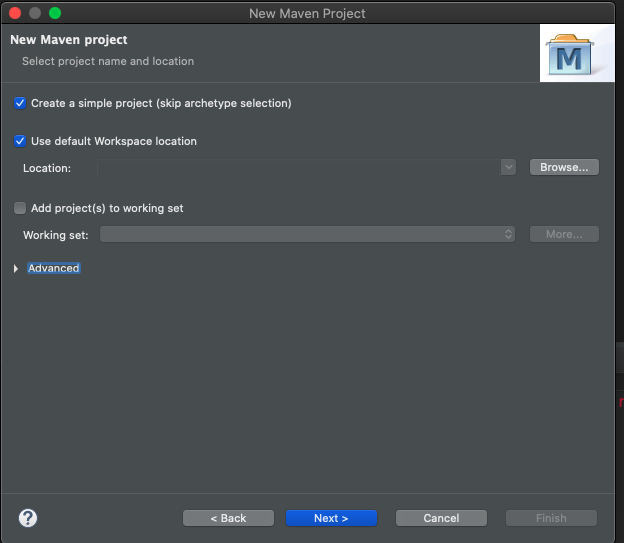 New Maven Project
New Maven project
Select project name and location
M
Create a simple project (skip archetype selection)
Use default Workspace location
Location:
Browse...
Add project(s) to working set
Working set:
More...
Advanced
?
< Back
Next >
Cancel
Finish